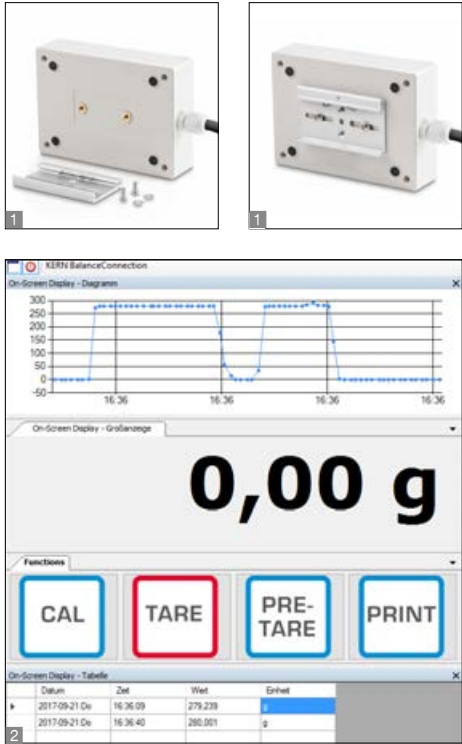 1
1
KERN BalanceConnection
On-Screen Display - Diagramm
300
250
200
150
100
50
0
-50
16:36 16:36 16:36 16:36
On-Screen Display - Großanzeige
0,00 g
Functions
CAL TARE PRE-TARE PRINT
On-Screen Display - Tabelle
Datum Zeit Wert Einheit
2017-09-21 Do 16:36:09 279,239 g
2017-09-21 Do 16:36:40 280,001 g
2